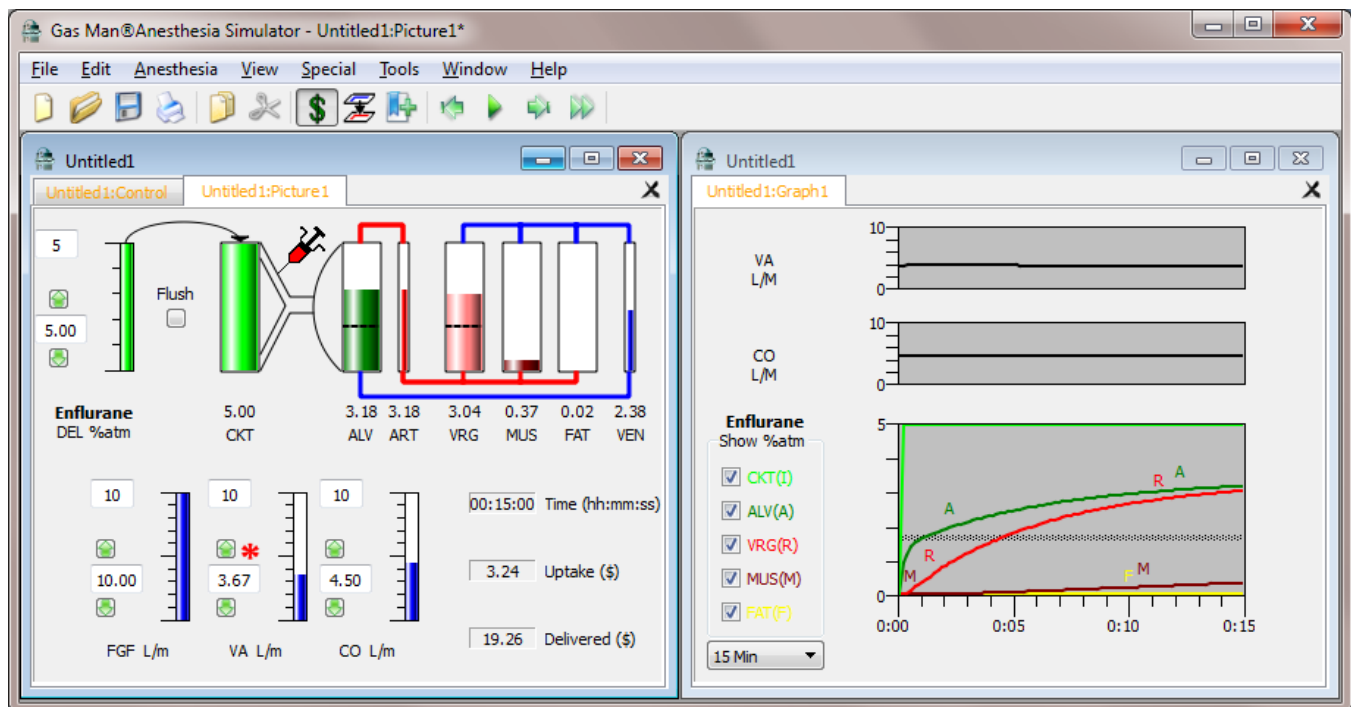 Gas Man®Anesthesia Simulator - Untitled1:Picture1*
File Edit Anesthesia View Special Tools Window Help
$
Untitled1
Untitled1:Control Untitled1:Picture1
5
5.00
Flush
Enflurane
DEL %atm
5.00 3.18 3.18 3.04 0.37 0.02 2.38
CKT ALV ART VRG MUS FAT VEN
10 10 10
10.00 3.67 4.50
FGF L/m VA L/m CO L/m
00:15:00 Time (hh:mm:ss)
3.24 Uptake ($)
19.26 Delivered ($)
Untitled1
Untitled1:Graph1
VA
L/M
10
0
CO
L/M
10
0
Enflurane
Show %atm
CKT(I)
ALV(A)
VRG(R)
MUS(M)
FAT(F)
15 Min
5
0
A
R
A
R
M
F
M
0:00 0:05 0:10 0:15